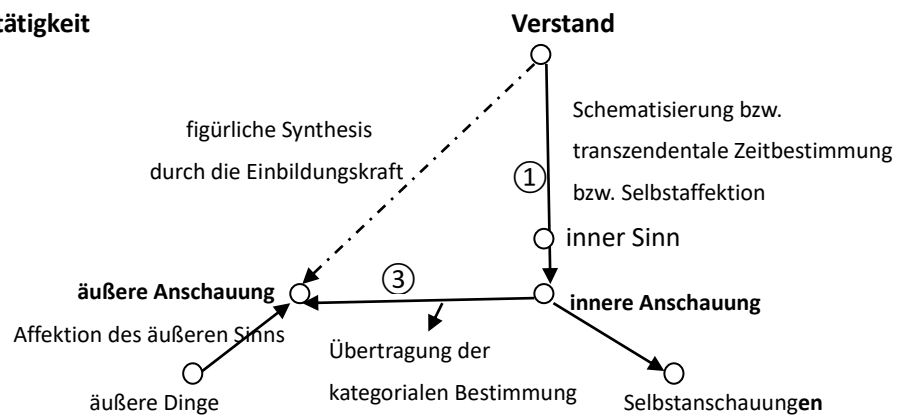 tätigkeit
Verstand
figürliche Synthesis
durch die Einbildungskraft
Schematisierung bzw.
transzendentale Zeitbestimmung
bzw. Selbstaffektion
①
inner Sinn
③
äußere Anschauung
innere Anschauung
Affektion des äußeren Sinns
Übertragung der
kategorialen Bestimmung
äußere Dinge
Selbstanschauungen